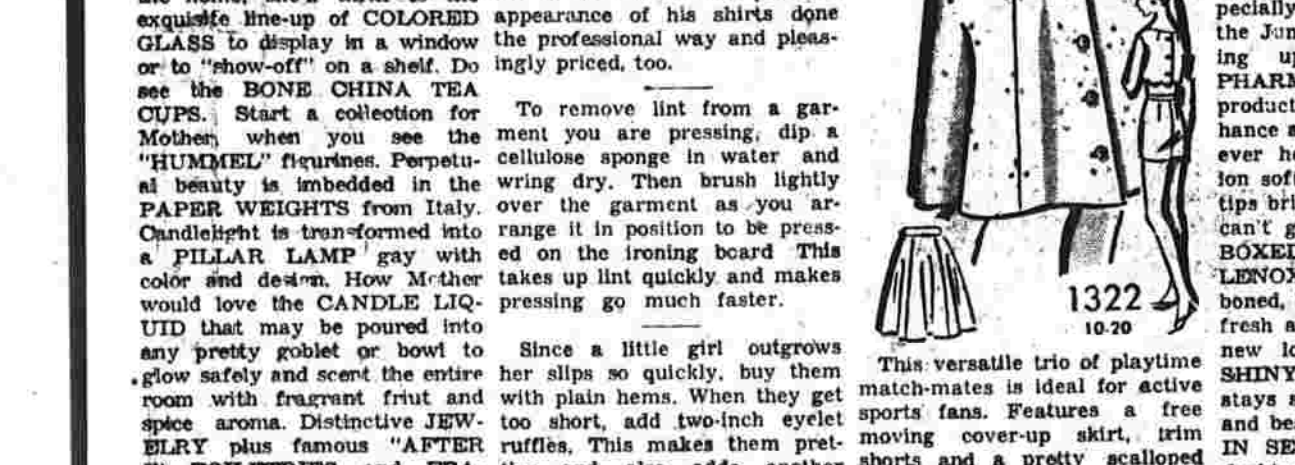 exquisite line-up of COLORED
GLASS to display in a window
or to "show-off" on a shelf. Do
see the BONE CHINA TEA
CUPS. Start a collection for
Mother, when you see the
"HUMMEL" figurines. Perpetu-
al beauty is imbedded in the
PAPER WEIGHTS from Italy.
Candlelight is transformed into
a PILLAR LAMP gay with
color and design. How Mother
would love the CANDLE LIQ-
UID that may be poured into
any pretty goblet or bowl to
glow safely and scent the entire
room with fragrant friut and
spice aroma. Distinctive JEW-
ELRY plus famous "AFTER
appearance of his shirts done
the professional way and pleas-
ingly priced, too.
To remove lint from a gar-
ment you are pressing, dip a
cellulose sponge in water and
wring dry. Then brush lightly
over the garment as you ar-
range it in position to be press-
ed on the ironing board This
takes up lint quickly and makes
pressing go much faster.
Since a little girl outgrows
her slips so quickly, buy them
with plain hems. When they get
too short, add two-inch eyelet
ruffles, This makes them pret-
1322
10-20
This versatile trio of playtime
match-mates is ideal for active
sports fans. Features a free
moving cover-up skirt, trim
shorts and a pretty scalloped
pecially
the Jun
ing up
PHARM
product
hance a
ever he
ion soft
tips bri
can't g
BOXED
LENOX
boned,
fresh a
new lo
SHINY
stays a
and be
IN SE